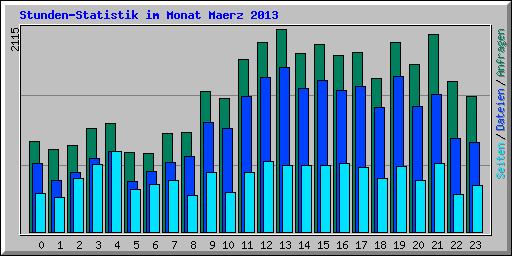 Stunden-Statistik im Monat Maerz 2013
2115
Seiten / Dateien / Anfragen
0 1 2 3 4 5 6 7 8 9 10 11 12 13 14 15 16 17 18 19 20 21 22 23